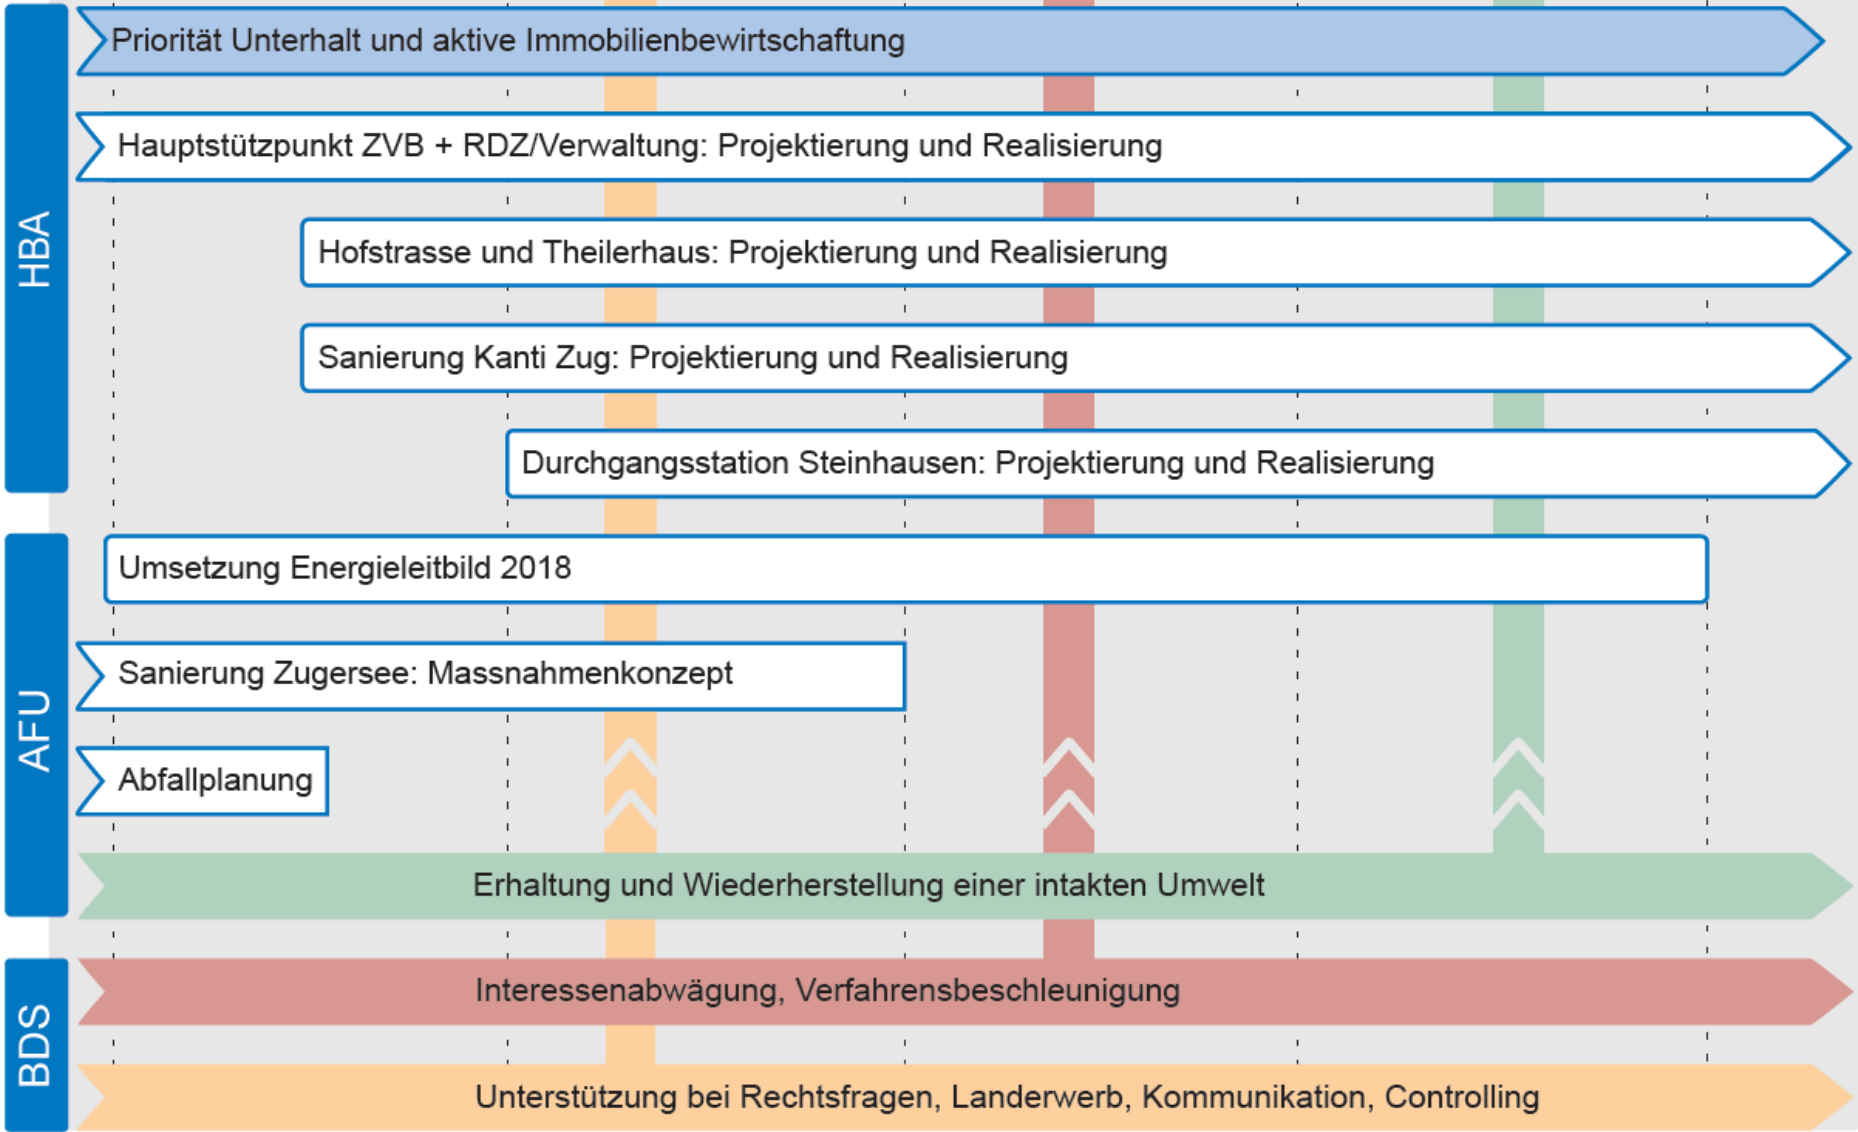 HBA
Priorität Unterhalt und aktive Immobilienbewirtschaftung
Hauptstützpunkt ZVB + RDZ/Verwaltung: Projektierung und Realisierung
Hofstrasse und Theilerhaus: Projektierung und Realisierung
Sanierung Kanti Zug: Projektierung und Realisierung
Durchgangsstation Steinhausen: Projektierung und Realisierung
AFU
Umsetzung Energieleitbild 2018
Sanierung Zugersee: Massnahmenkonzept
Abfallplanung
Erhaltung und Wiederherstellung einer intakten Umwelt
BDS
Interessenabwägung, Verfahrensbeschleunigung
Unterstützung bei Rechtsfragen, Landerwerb, Kommunikation, Controlling